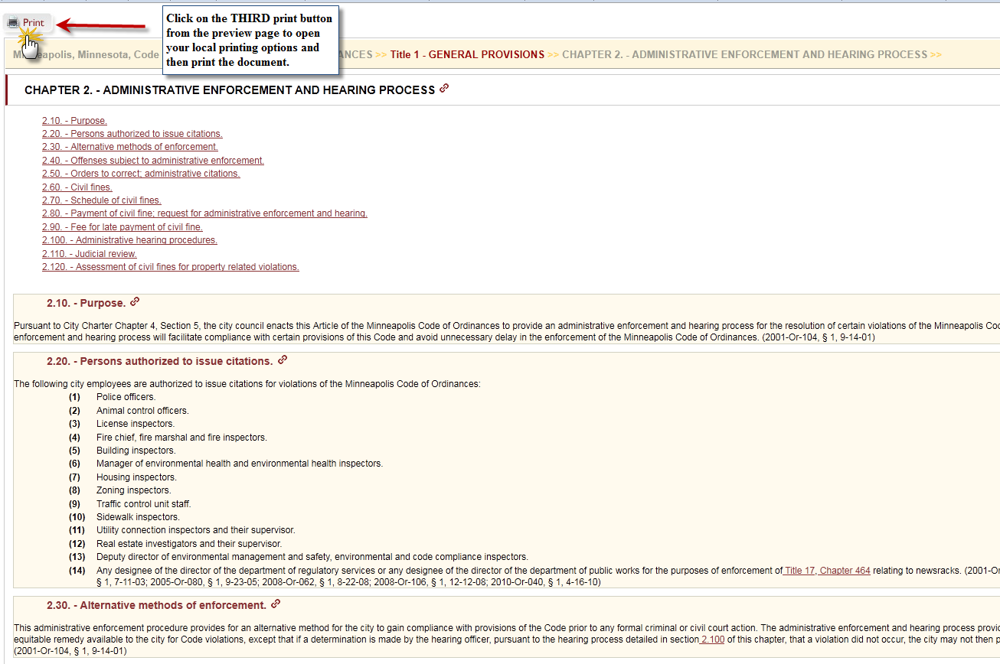 Print
Click on the THIRD print button
from the preview page to open
your local printing options and
then print the document.
Minneapolis, Minnesota, Code
ANCES >> Title 1 - GENERAL PROVISIONS >> CHAPTER 2. - ADMINISTRATIVE ENFORCEMENT AND HEARING PROCESS >>
CHAPTER 2. - ADMINISTRATIVE ENFORCEMENT AND HEARING PROCESS
2.10. - Purpose.
2.20. - Persons authorized to issue citations.
2.30. - Alternative methods of enforcement.
2.40. - Offenses subject to administrative enforcement.
2.50. - Orders to correct; administrative citations.
2.60. - Civil fines.
2.70. - Schedule of civil fines.
2.80. - Payment of civil fine; request for administrative enforcement and hearing.
2.90. - Fee for late payment of civil fine.
2.100. - Administrative hearing procedures.
2.110. - Judicial review.
2.120. - Assessment of civil fines for property related violations.
2.10. - Purpose.
Pursuant to City Charter Chapter 4, Section 5, the city council enacts this Article of the Minneapolis Code of Ordinances to provide an administrative enforcement and hearing process for the resolution of certain violations of the Minneapolis Co
enforcement and hearing process will facilitate compliance with certain provisions of this Code and avoid unnecessary delay in the enforcement of the Minneapolis Code of Ordinances. (2001-Or-104, § 1, 9-14-01)
2.20. - Persons authorized to issue citations.
The following city employees are authorized to issue citations for violations of the Minneapolis Code of Ordinances:
(1) Police officers.
(2) Animal control officers.
(3) License inspectors.
(4) Fire chief, fire marshal and fire inspectors.
(5) Building inspectors.
(6) Manager of environmental health and environmental health inspectors.
(7) Housing inspectors.
(8) Zoning inspectors.
(9) Traffic control unit staff.
(10) Sidewalk inspectors.
(11) Utility connection inspectors and their supervisor.
(12) Real estate investigators and their supervisor.
(13) Deputy director of environmental management and safety, environmental and code compliance inspectors.
(14) Any designee of the director of the department of regulatory services or any designee of the director of the department of public works for the purposes of enforcement of Title 17, Chapter 464 relating to newsracks. (2001-Or
§ 1, 7-11-03; 2005-Or-080, § 1, 9-23-05; 2008-Or-062, § 1, 8-22-08; 2008-Or-106, § 1, 12-12-08; 2010-Or-040, § 1, 4-16-10)
2.30. - Alternative methods of enforcement.
This administrative enforcement procedure provides for an alternative method for the city to gain compliance with provisions of the Code prior to any formal criminal or civil court action. The administrative enforcement and hearing process provi
equitable remedy available to the city for Code violations, except that if a determination is made by the hearing officer, pursuant to the hearing process detailed in section 2.100 of this chapter, that a violation did not occur, the city may not then p
(2001-Or-104, § 1, 9-14-01)